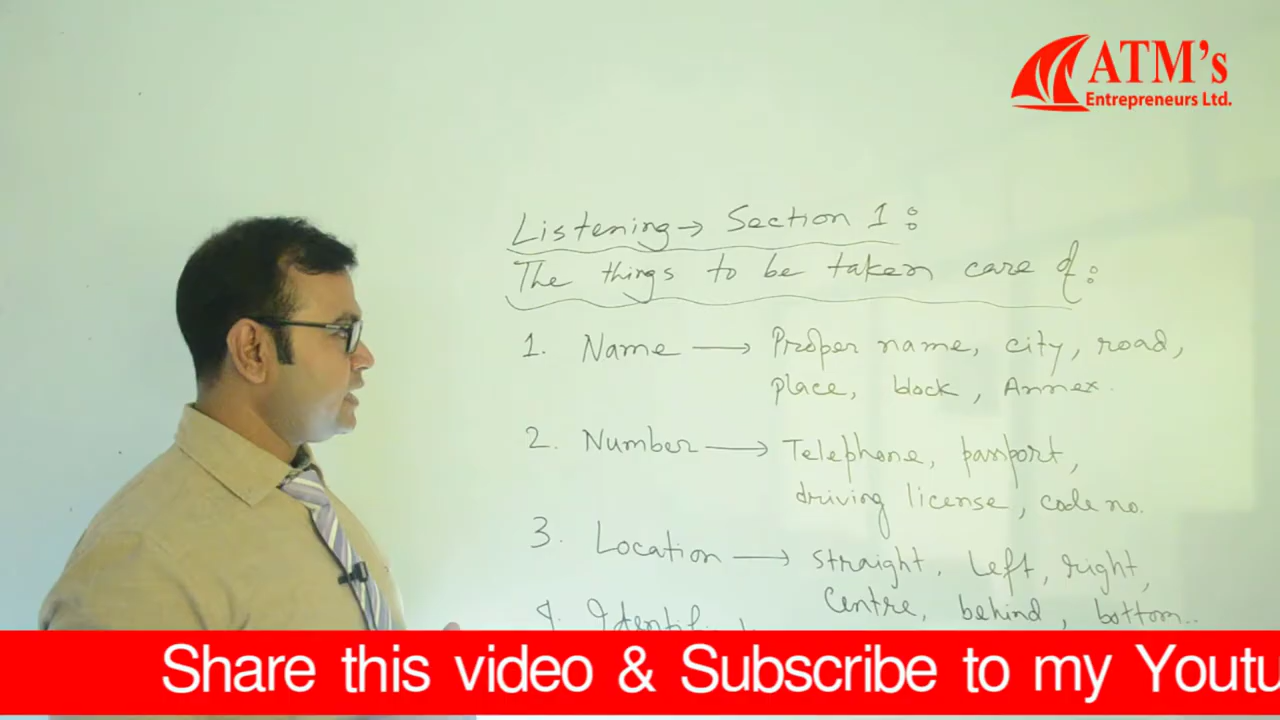 ATM's
Entrepreneurs Ltd.
Listening → Section 1:
The things to be taken care of:
1. Name → Proper name, city, road,
place, block, Annex.
2. Number → Telephone, passport,
driving license, code no.
3. Location → straight, Left, right,
Centre, behind, bottom..
4.
Share this video & Subscribe to my Youtu